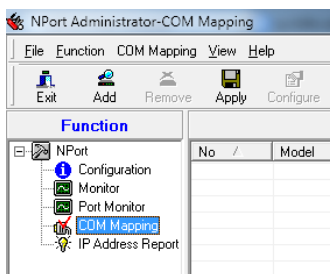 NPort Administrator-COM Mapping
File Function COM Mapping View Help
Exit Add Remove Apply Configure
Function
No / Model
NPort
Configuration
Monitor
Port Monitor
COM Mapping
IP Address Report